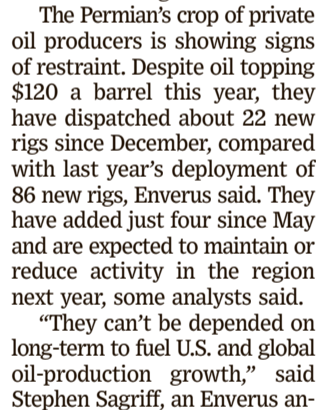 The Permian’s crop of private
oil producers is showing signs
of restraint. Despite oil topping
$120 a barrel this year, they
have dispatched about 22 new
rigs since December, compared
with last year’s deployment of
86 new rigs, Enverus said. They
have added just four since May
and are expected to maintain or
reduce activity in the region
next year, some analysts said.
“They can’t be depended on
long-term to fuel U.S. and global
oil-production growth,” said
Stephen Sagriff, an Enverus an-